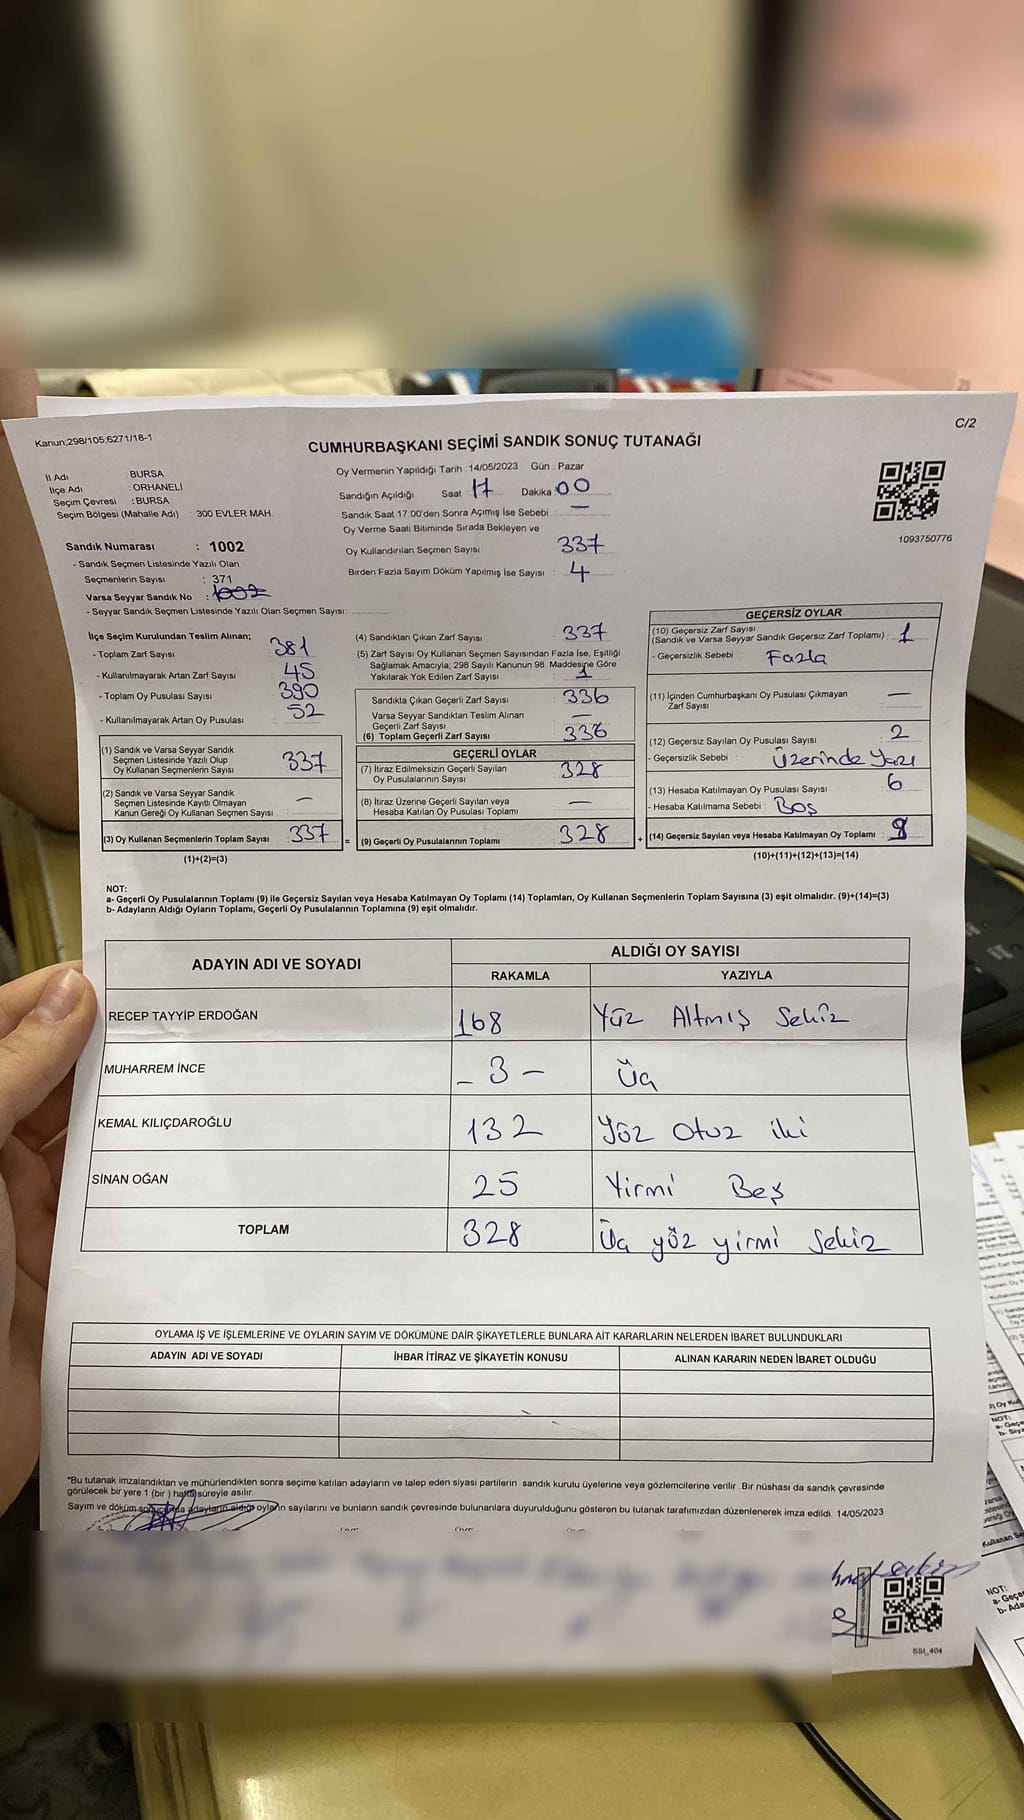 C/2
Kanun;298/105;6271/18-1
CUMHURBAŞKANI SEÇİMİ SANDIK SONUÇ TUTANAĞI
İl Adı : BURSA
İlçe Adı : ORHANELİ
Seçim Çevresi : BURSA
Seçim Bölgesi (Mahalle Adı) : 300 EVLER MAH.
Oy Vermenin Yapıldığı Tarih :14/05/2023 Gün : Pazar
Sandığın Açıldığı Saat 17 Dakika 00
Sandık Saat 17:00'den Sonra Açımış İse Sebebi : —
Oy Verme Saati Bitiminde Sırada Bekleyen ve
Oy Kullandırılan Seçmen Sayısı : 337
Birden Fazla Sayım Döküm Yapılmış İse Sayısı : 4
1093750776
Sandık Numarası : 1002
- Sandık Seçmen Listesinde Yazılı Olan
Seçmenlerin Sayısı : 371
Varsa Seyyar Sandık No : 1002
- Seyyar Sandık Seçmen Listesinde Yazılı Olan Seçmen Sayısı:
İlçe Seçim Kurulundan Teslim Alınan;
- Toplam Zarf Sayısı : 381
- Kullanılmayarak Artan Zarf Sayısı : 45
- Toplam Oy Pusulası Sayısı : 390
- Kullanılmayarak Artan Oy Pusulası : 52
(1) Sandık ve Varsa Seyyar Sandık
Seçmen Listesinde Yazılı Olup
Oy Kullanan Seçmenlerin Sayısı : 337
(2) Sandık ve Varsa Seyyar Sandık
Seçmen Listesinde Kayıtlı Olmayan
Kanun Gereği Oy Kullanan Seçmen Sayısı : —
(3) Oy Kullanan Seçmenlerin Toplam Sayısı : 337
(1)+(2)=(3)
(4) Sandıktan Çıkan Zarf Sayısı : 337
(5) Zarf Sayısı Oy Kullanan Seçmen Sayısından Fazla İse, Eşitliği
Sağlamak Amacıyla, 298 Sayılı Kanunun 98. Maddesine Göre
Yakılarak Yok Edilen Zarf Sayısı : 1
Sandıkta Çıkan Geçerli Zarf Sayısı : 336
Varsa Seyyar Sandıktan Teslim Alınan
Geçerli Zarf Sayısı : —
(6) Toplam Geçerli Zarf Sayısı : 336
GEÇERLİ OYLAR
(7) İtiraz Edilmeksizin Geçerli Sayılan
Oy Pusulalarının Sayısı : 328
(8) İtiraz Üzerine Geçerli Sayılan veya
Hesaba Katılan Oy Pusulası Toplamı : —
= (9) Geçerli Oy Pusulalarının Toplamı : 328 +
GEÇERSİZ OYLAR
(10) Geçersiz Zarf Sayısı
(Sandık ve Varsa Seyyar Sandık Geçersiz Zarf Toplamı) : 1
- Geçersizlik Sebebi : Fazla
(11) İçinden Cumhurbaşkanı Oy Pusulası Çıkmayan
Zarf Sayısı : —
(12) Geçersiz Sayılan Oy Pusulası Sayısı : 2
- Geçersizlik Sebebi : Üzerinde Yazı
(13) Hesaba Katılmayan Oy Pusulası Sayısı : 6
- Hesaba Katılmama Sebebi : Boş
(14) Geçersiz Sayılan veya Hesaba Katılmayan Oy Toplamı :
(10)+(11)+(12)+(13)=(14)
NOT:
a- Geçerli Oy Pusulalarının Toplamı (9) ile Geçersiz Sayılan veya Hesaba Katılmayan Oy Toplamı (14) Toplamları, Oy Kullanan Seçmenlerin Toplam Sayısına (3) eşit olmalıdır. (9)+(14)=(3)
b- Adayların Aldığı Oyların Toplamı, Geçerli Oy Pusulalarının Toplamına (9) eşit olmalıdır.
ADAYIN ADI VE SOYADI ALDIĞI OY SAYISI
RAKAMLA YAZIYLA
RECEP TAYYİP ERDOĞAN 168 Yüz Altmış Sekiz
MUHARREM İNCE - 3 - Üç
KEMAL KILIÇDAROĞLU 132 Yüz Otuz iki
SİNAN OĞAN 25 Yirmi Beş
TOPLAM 328 Üç yüz yirmi Sekiz
OYLAMA İŞ VE İŞLEMLERİNE VE OYLARIN SAYIM VE DÖKÜMÜNE DAİR ŞİKAYETLERLE BUNLARA AİT KARARLARIN NELERDEN İBARET BULUNDUKLARI
ADAYIN ADI VE SOYADI İHBAR İTİRAZ VE ŞİKAYETİN KONUSU ALINAN KARARIN NEDEN İBARET OLDUĞU
*Bu tutanak imzalandıktan ve mühürlendikten sonra seçime katılan adayların ve talep eden siyasi partilerin sandık kurulu üyelerine veya gözlemcilerine verilir. Bir nüshası da sandık çevresinde
görülecek bir yere 1 (bir) hafta süreyle asılır.
Sayım ve döküm sonucunda adayların aldığı oyların sayılarını ve bunların sandık çevresinde bulunanlara duyurulduğunu gösteren bu tutanak tarafımızdan düzenlenerek imza edildi. 14/05/2023